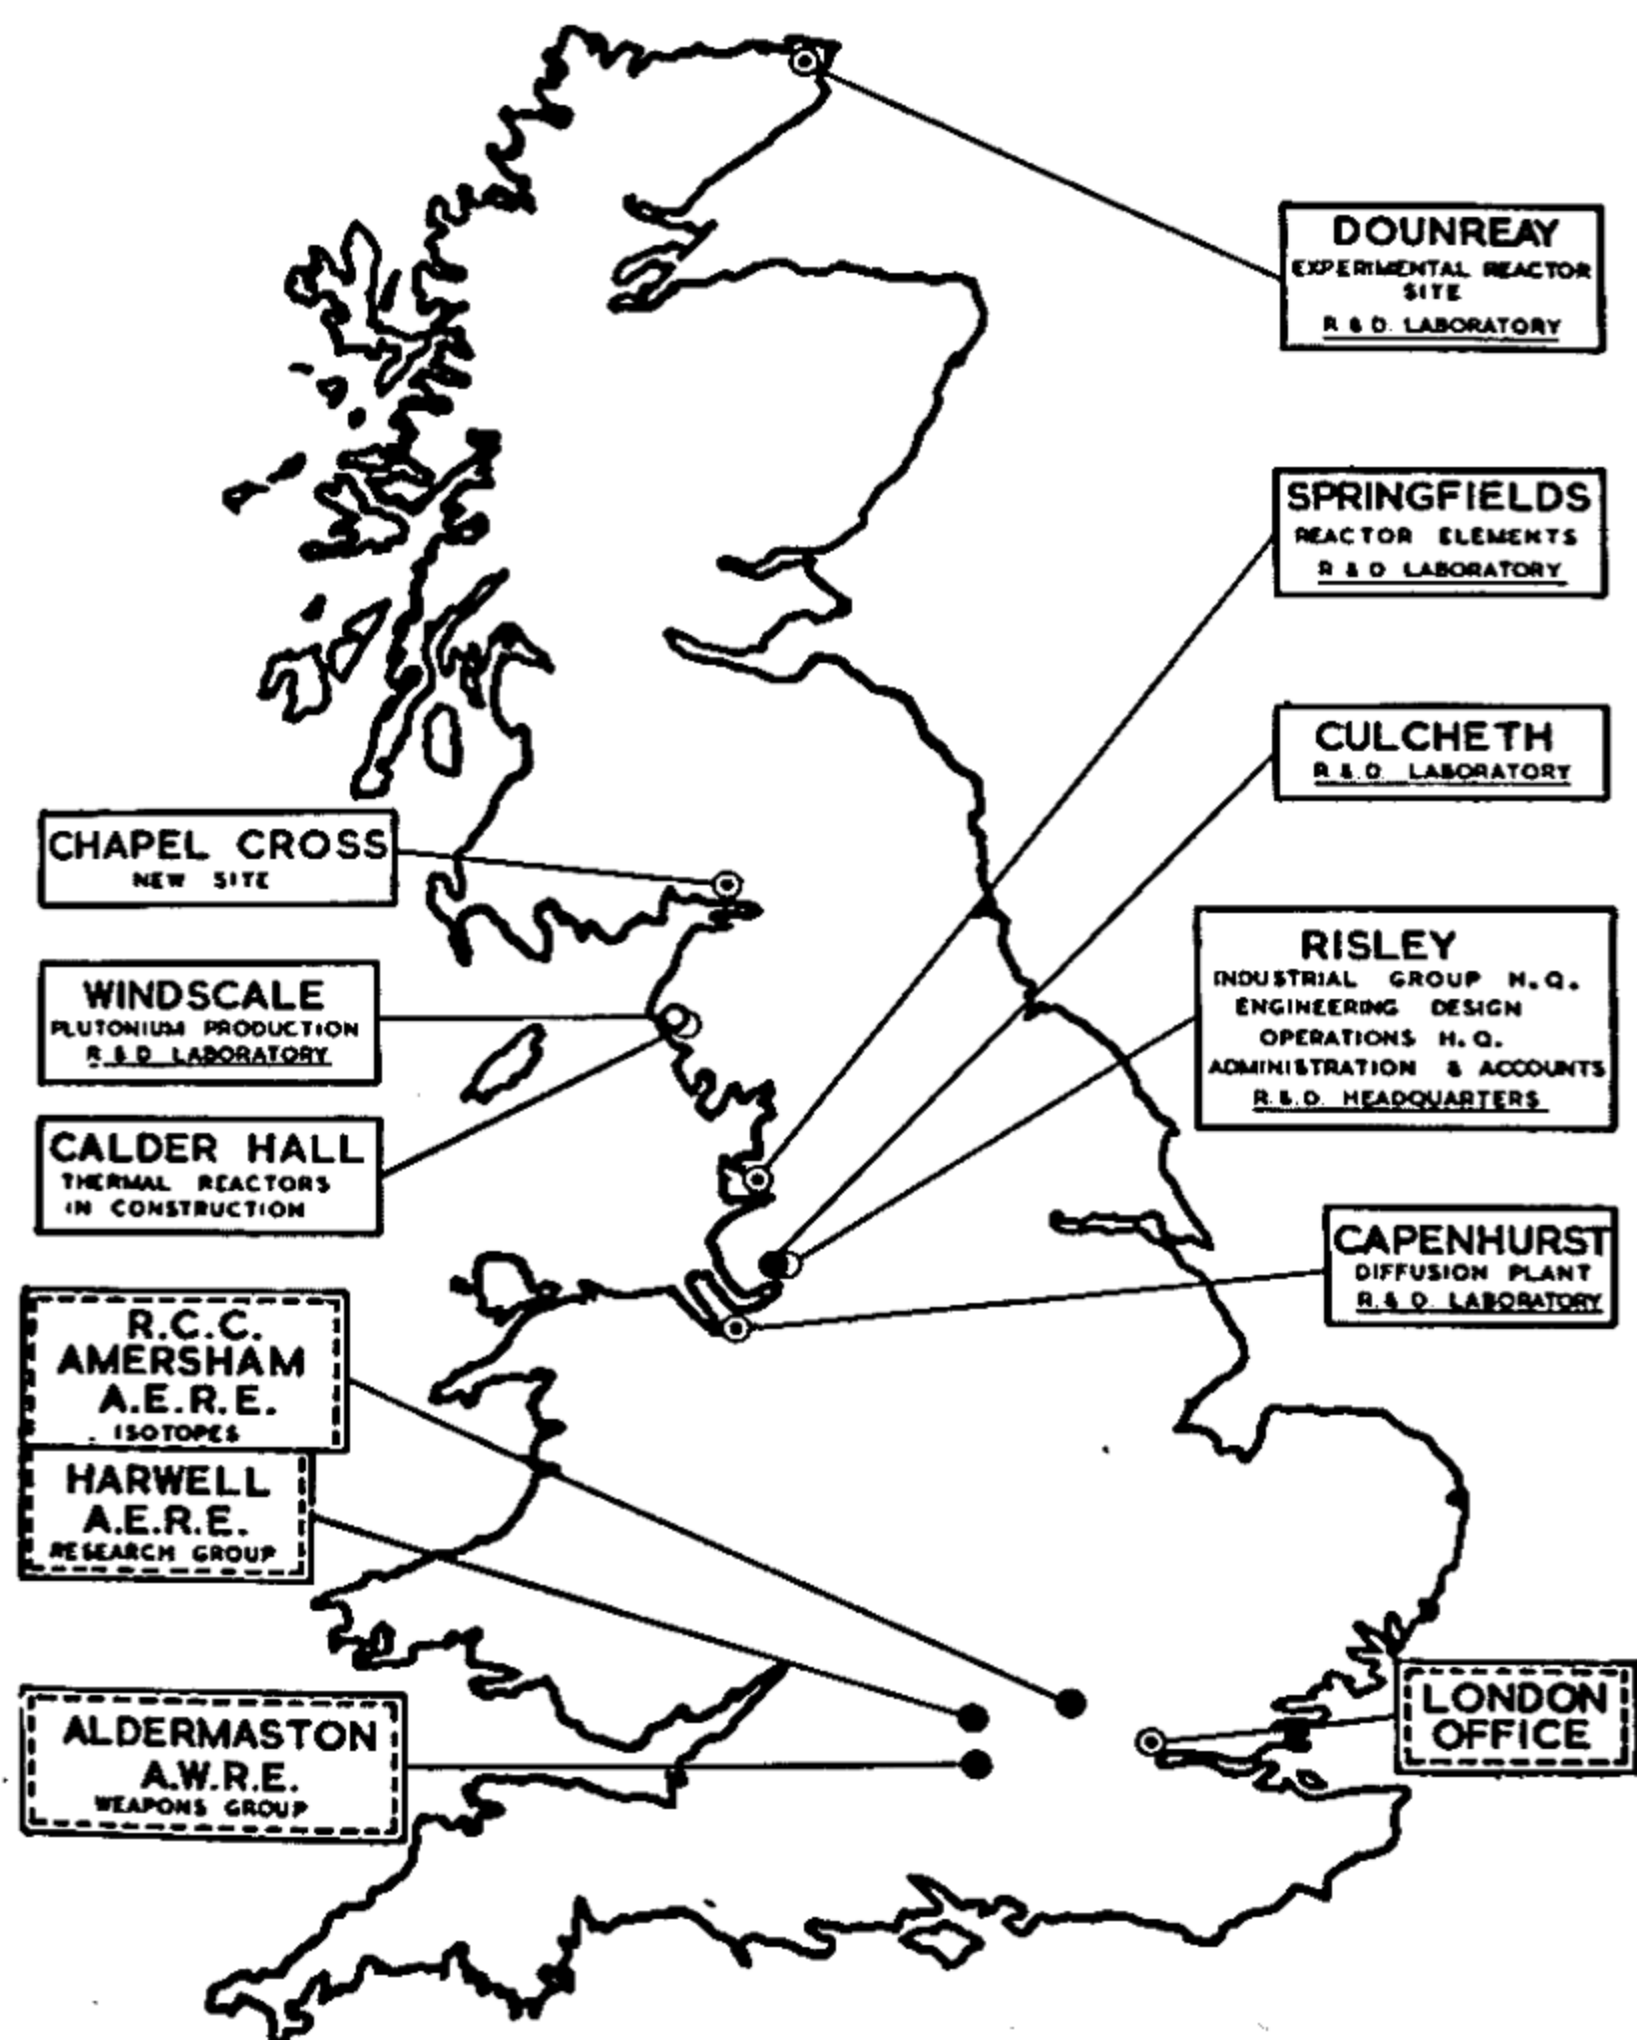 DOUNREAY
EXPERIMENTAL REACTOR
SITE
R & D. LABORATORY
SPRINGFIELDS
REACTOR ELEMENTS
R & D LABORATORY
CULCHETH
R & D. LABORATORY
CHAPEL CROSS
NEW SITE
WINDSCALE
PLUTONIUM PRODUCTION
R & D. LABORATORY
RISLEY
INDUSTRIAL GROUP H.Q.
ENGINEERING DESIGN
OPERATIONS H.Q.
ADMINISTRATION & ACCOUNTS
R.&.D. HEADQUARTERS
CALDER HALL
THERMAL REACTORS
IN CONSTRUCTION
CAPENHURST
DIFFUSION PLANT
R.& D. LABORATORY
R.C.C.
AMERSHAM
A.E.R.E.
ISOTOPES
HARWELL
A.E.R.E.
RESEARCH GROUP
ALDERMASTON
A.W.R.E.
WEAPONS GROUP
LONDON
OFFICE